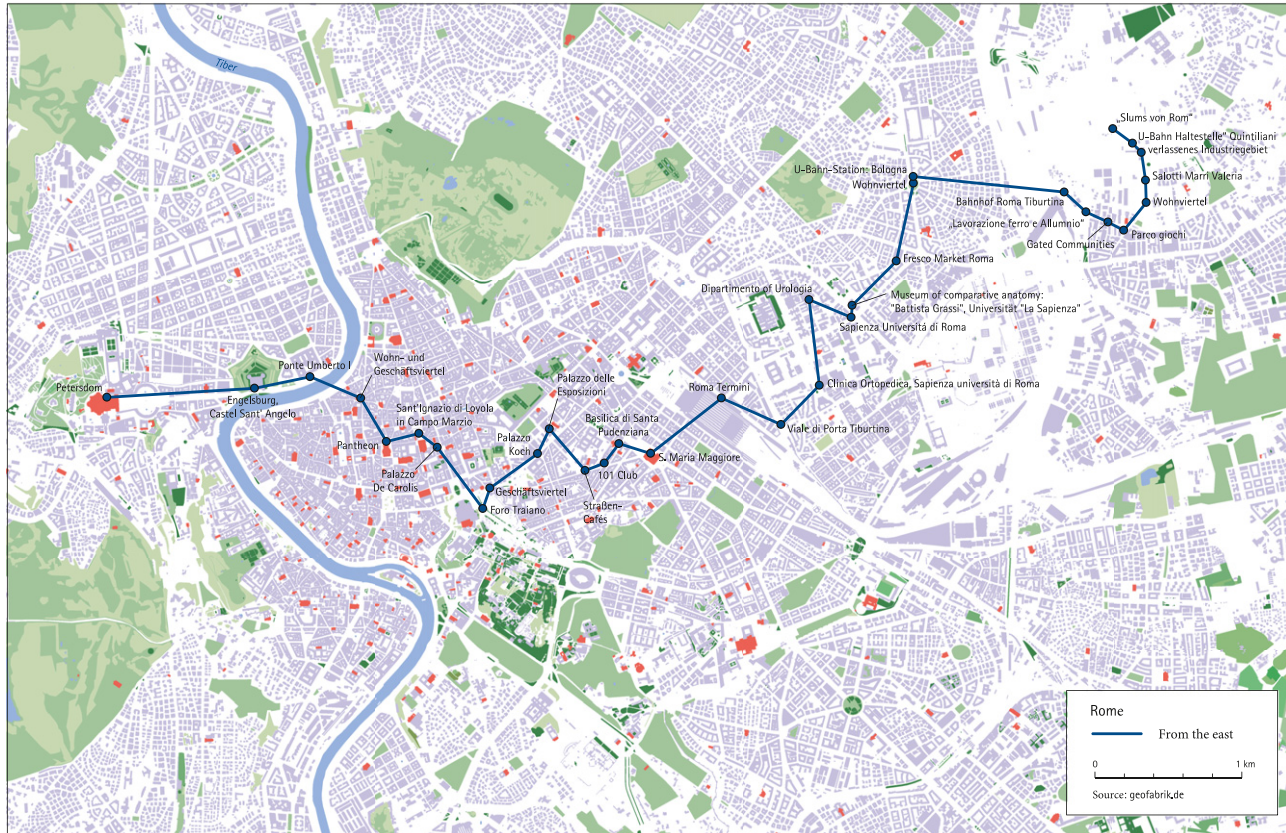 Tiber
„Slums von Rom"
U-Bahn Haltestelle" Quintiliani
verlassenes Industriegebiet
U-Bahn-Station: Bologna
Wohnviertel
Salotti Marri Valeria
Bahnhof Roma Tiburtina
Wohnviertel
„Lavorazione ferro e Allumnio"
Parco giochi
Gated Communities
Fresco Market Roma
Dipartimento of Urologia
Museum of comparative anatomy:
"Battista Grassi", Universität "La Sapienza"
Sapienza Universitá di Roma
Ponte Umberto I
Wohn- und
Geschäftsviertel
Palazzo delle
Esposizioni
Petersdom
Engelsburg,
Castel Sant' Angelo
Roma Termini
Clinica Ortopedica, Sapienza università di Roma
Sant'Ignazio di Loyola
in Campo Marzio
Basilica di Santa
Pudenziana
Viale di Porta Tiburtina
Pantheon
Palazzo
Koch
S. Maria Maggiore
Palazzo
De Carolis
101 Club
Geschäftsviertel
Foro Traiano
Straßen-
Cafés
Rome
From the east
0 1 km
Source: geofabrik.de